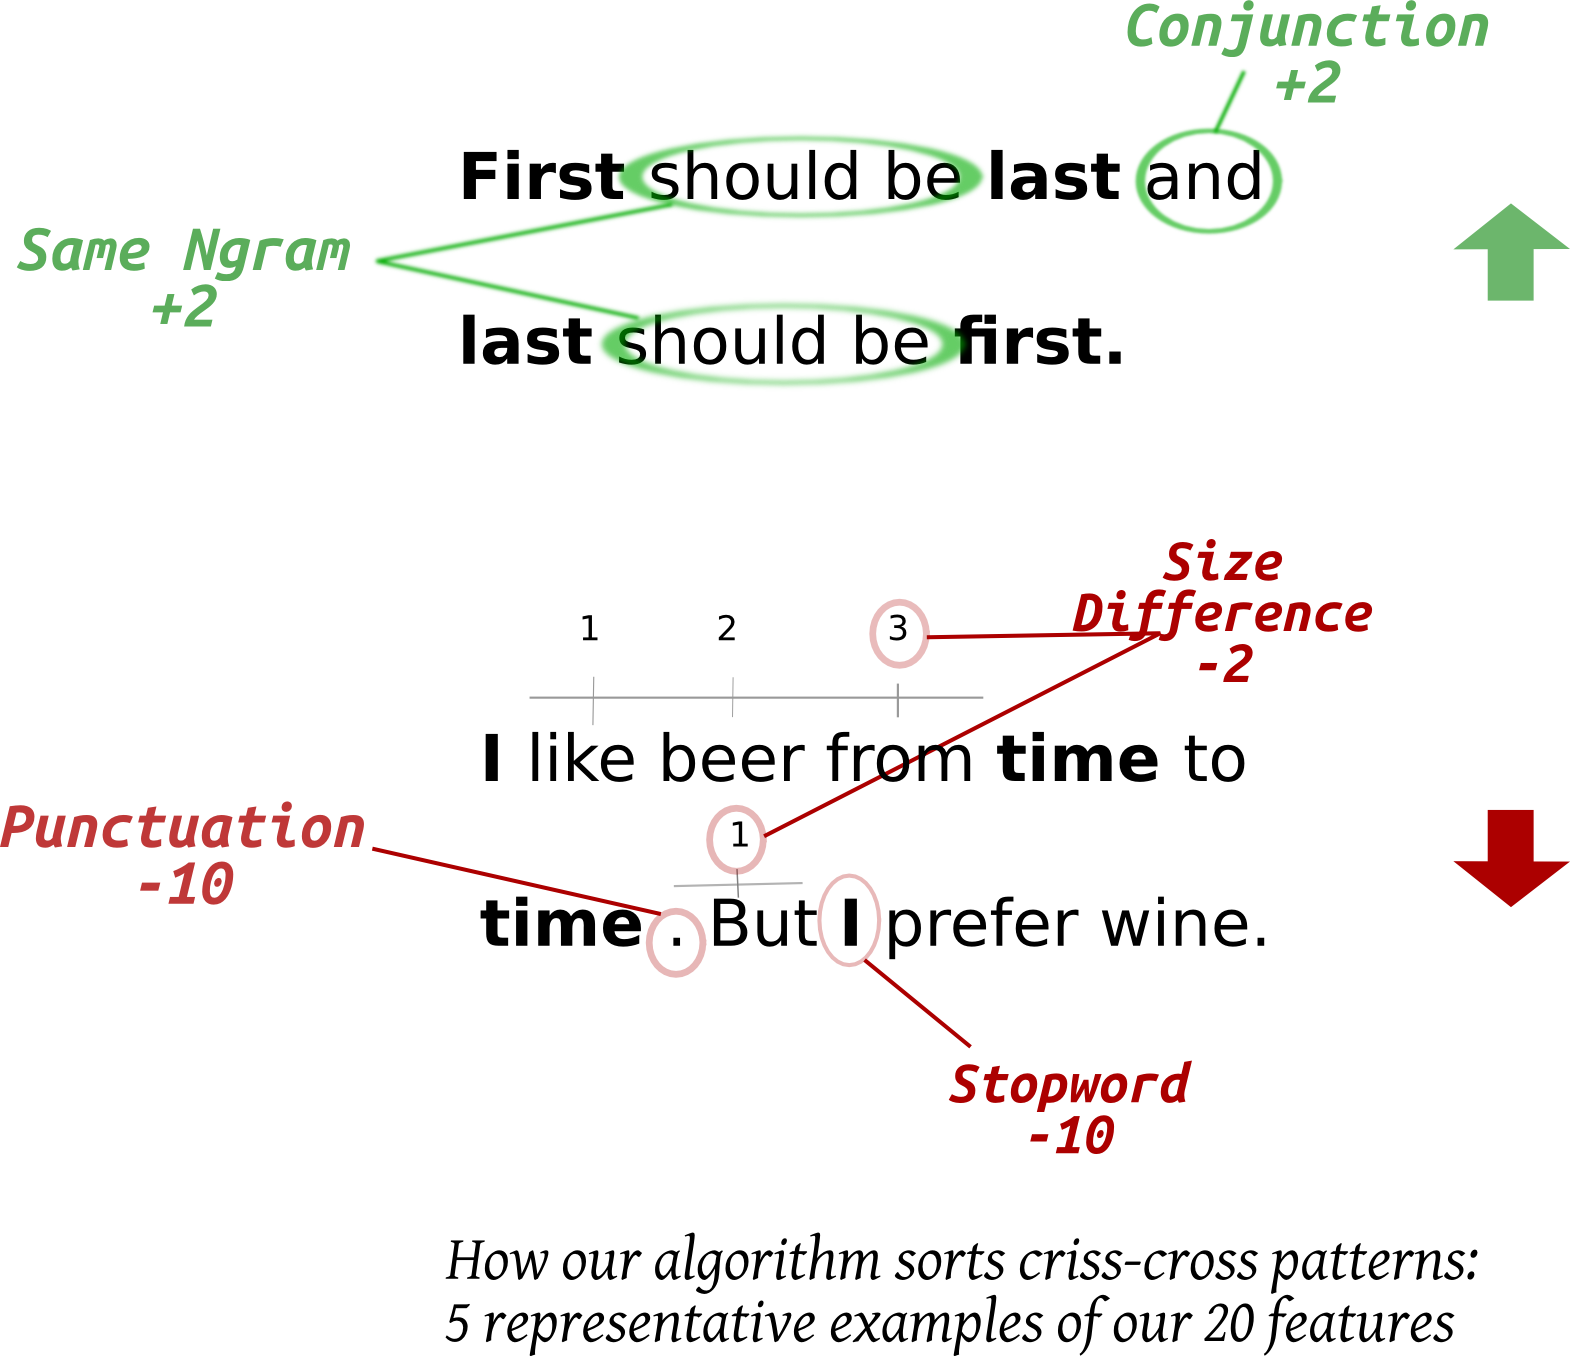 Conjunction
+2
First should be last and
Same Ngram
+2
last should be first.
Size
Difference
-2
1 2 3
I like beer from time to
Punctuation
-10
1
time . But I prefer wine.
Stopword
-10
How our algorithm sorts criss-cross patterns:
5 representative examples of our 20 features